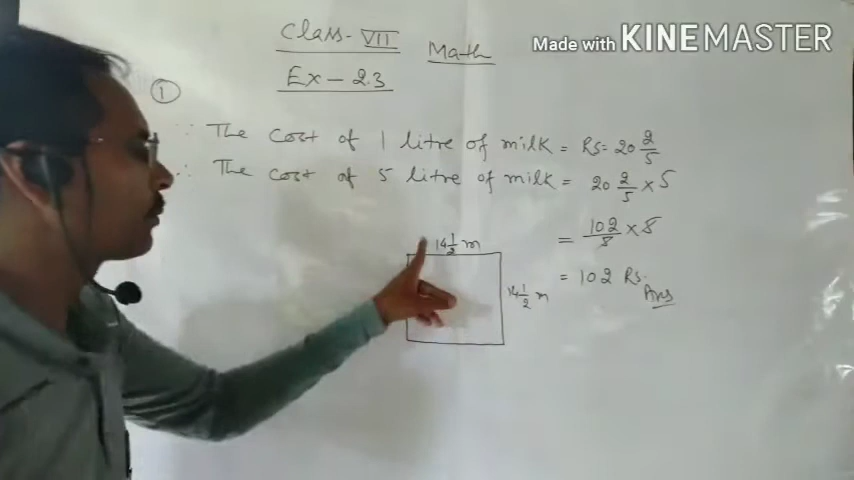 Class - VII
Math
Made with KINEMASTER
Ex - 2.3
1
∵ The cost of 1 litre of milk = Rs = 20 2/5
∴ The cost of 5 litre of milk = 20 2/5 × 5
= 102/5 × 5
= 102 Rs.
Ans
14 1/2 m
14 1/2 m